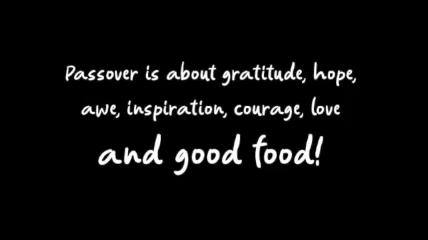 Passover is about gratitude, hope,
awe, inspiration, courage, love
and good food!